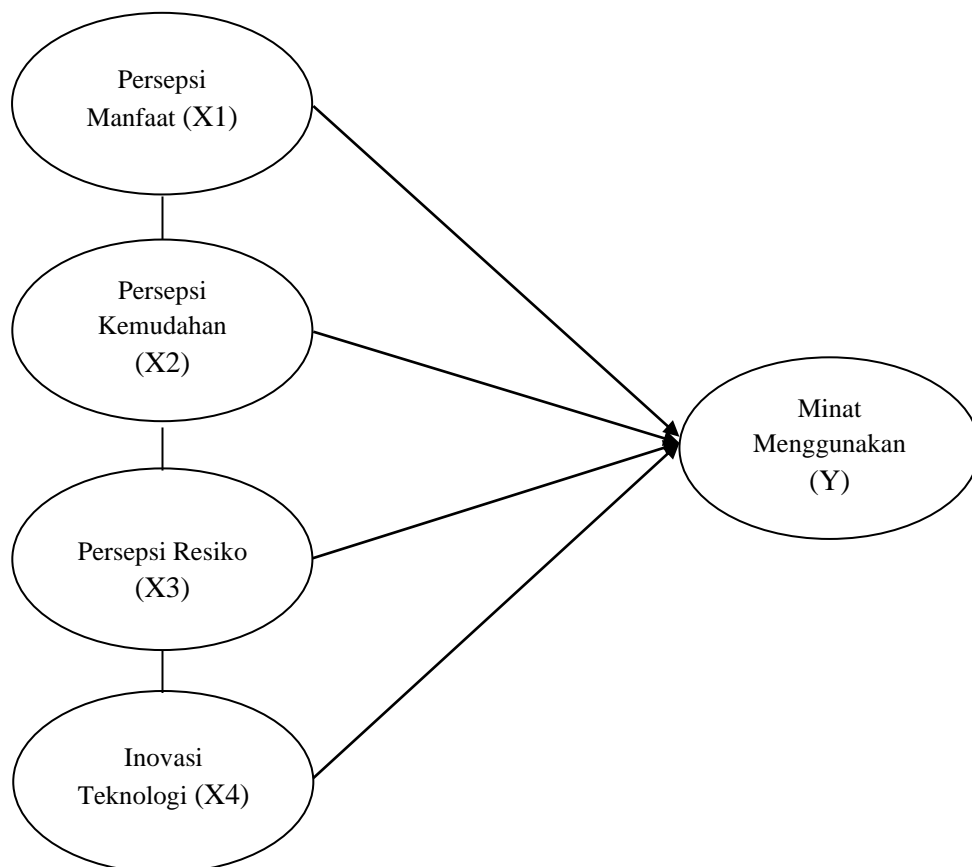 Persepsi
Manfaat (X1)
Persepsi
Kemudahan
(X2)
Persepsi Resiko
(X3)
Inovasi
Teknologi (X4)
Minat
Menggunakan
(Y)